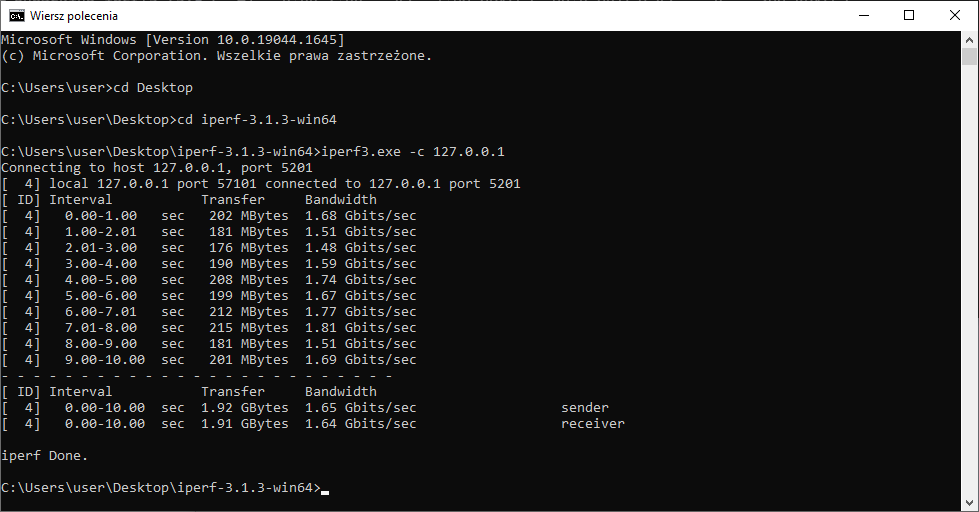 Wiersz polecenia
Microsoft Windows [Version 10.0.19044.1645]
(c) Microsoft Corporation. Wszelkie prawa zastrzeżone.
C:\Users\user>cd Desktop
C:\Users\user\Desktop>cd iperf-3.1.3-win64
C:\Users\user\Desktop\iperf-3.1.3-win64>iperf3.exe -c 127.0.0.1
Connecting to host 127.0.0.1, port 5201
[  4] local 127.0.0.1 port 57101 connected to 127.0.0.1 port 5201
[ ID] Interval           Transfer     Bandwidth
[  4]   0.00-1.00   sec   202 MBytes  1.68 Gbits/sec
[  4]   1.00-2.01   sec   181 MBytes  1.51 Gbits/sec
[  4]   2.01-3.00   sec   176 MBytes  1.48 Gbits/sec
[  4]   3.00-4.00   sec   190 MBytes  1.59 Gbits/sec
[  4]   4.00-5.00   sec   208 MBytes  1.74 Gbits/sec
[  4]   5.00-6.00   sec   199 MBytes  1.67 Gbits/sec
[  4]   6.00-7.01   sec   212 MBytes  1.77 Gbits/sec
[  4]   7.01-8.00   sec   215 MBytes  1.81 Gbits/sec
[  4]   8.00-9.00   sec   181 MBytes  1.51 Gbits/sec
[  4]   9.00-10.00  sec   201 MBytes  1.69 Gbits/sec
- - - - - - - - - - - - - - - - - - - - - - - - -
[ ID] Interval           Transfer     Bandwidth
[  4]   0.00-10.00  sec  1.92 GBytes  1.65 Gbits/sec                  sender
[  4]   0.00-10.00  sec  1.91 GBytes  1.64 Gbits/sec                  receiver
iperf Done.
C:\Users\user\Desktop\iperf-3.1.3-win64>